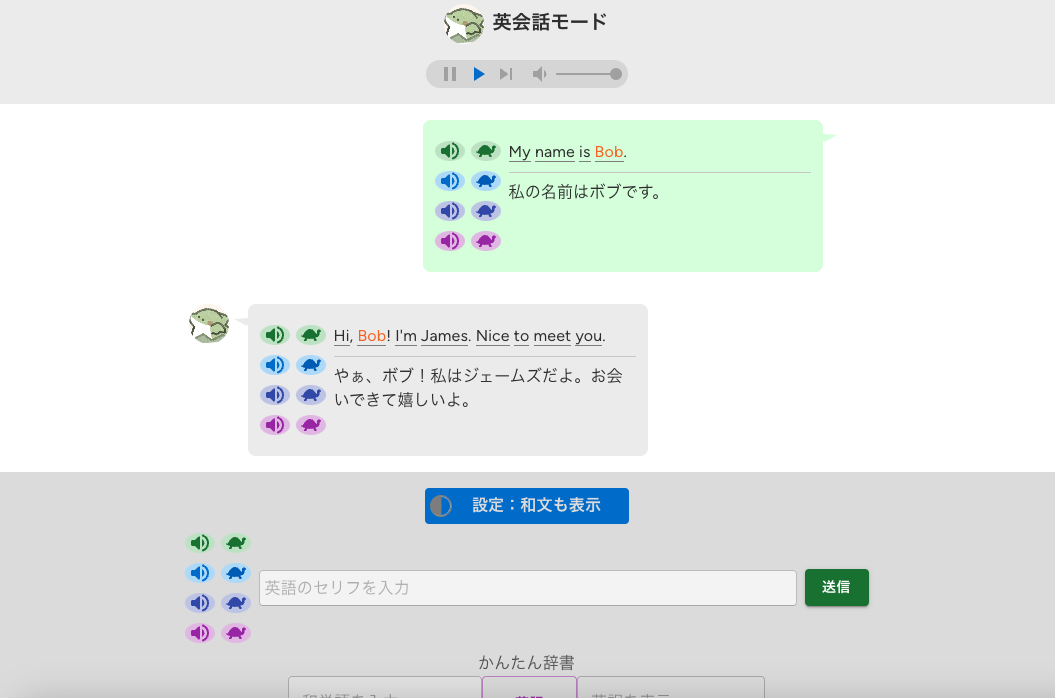 英会話モード
My name is Bob.
私の名前はボブです。
Hi, Bob! I'm James. Nice to meet you.
やぁ、ボブ！私はジェームズだよ。お会
いできて嬉しいよ。
設定：和文も表示
英語のセリフを入力
送信
かんたん辞書